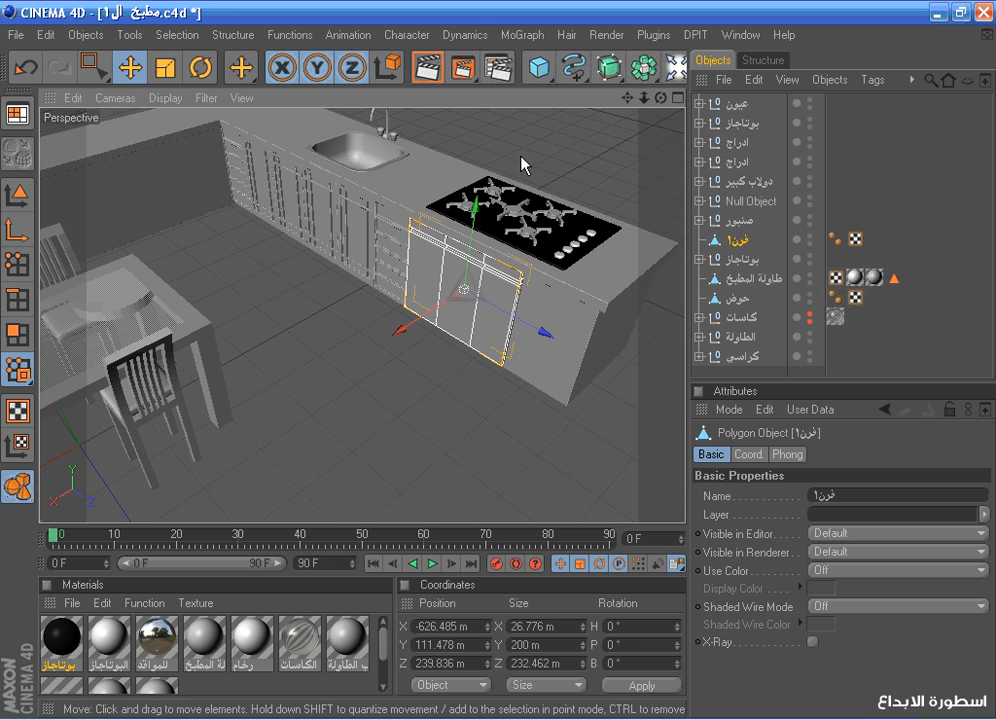 CINEMA 4D - [مطبخ ال1.c4d *]
File Edit Objects Tools Selection Structure Functions Animation Character Dynamics MoGraph Hair Render Plugins DPIT Window Help
Objects Structure
File Edit View Objects Tags
Edit Cameras Display Filter View
Perspective
عيون
بوتاجاز
ادراج
ادراج
دولاب كبير
Null Object
صنبور
فرن1
بوتاجاز
طاولة المطبخ
حوض
كاسات
الطاولة
كراسي
Attributes
Mode Edit User Data
Polygon Object [فرن1]
Basic Coord. Phong
Basic Properties
Name فرن1
Layer
Visible in Editor Default
Visible in Renderer Default
Use Color Off
Display Color
Shaded Wire Mode Off
Shaded Wire Color
X-Ray
0 10 20 30 40 50 60 70 80 90 0 F
0 F 0 F 90 F 90 F
Materials
File Edit Function Texture
بوتاجاز البوتاجاز للموائد ة المطبخ رخام الكاسات ب الطاولة
Coordinates
Position Size Rotation
X -626.485 m X 26.776 m H 0 °
Y 111.478 m Y 200 m P 0 °
Z 239.836 m Z 232.462 m B 0 °
Object Size Apply
MAXON CINEMA 4D
Move: Click and drag to move elements. Hold down SHIFT to quantize movement / add to the selection in point mode, CTRL to remove
اسطورة الابداع